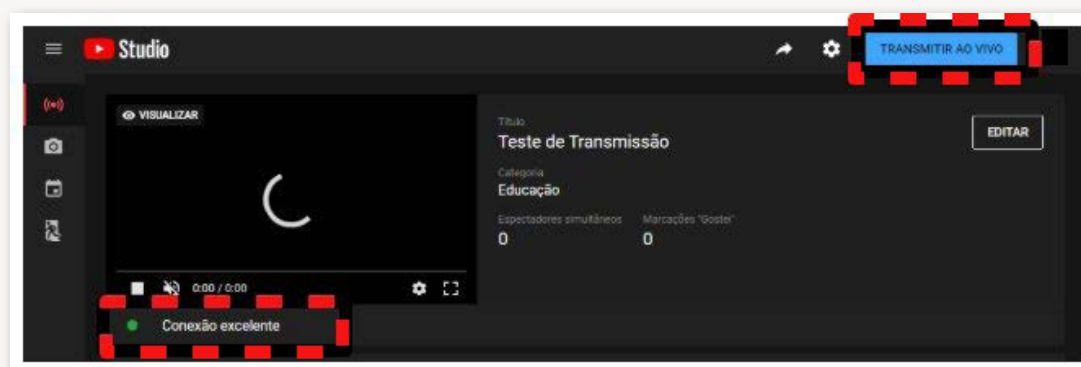 Studio
TRANSMITIR AO VIVO
VISUALIZAR
Título
Teste de Transmissão
EDITAR
Categoria
Educação
Espectadores simultâneos Marcações "Gostei"
0 0
0:00 / 0:00
Conexão excelente